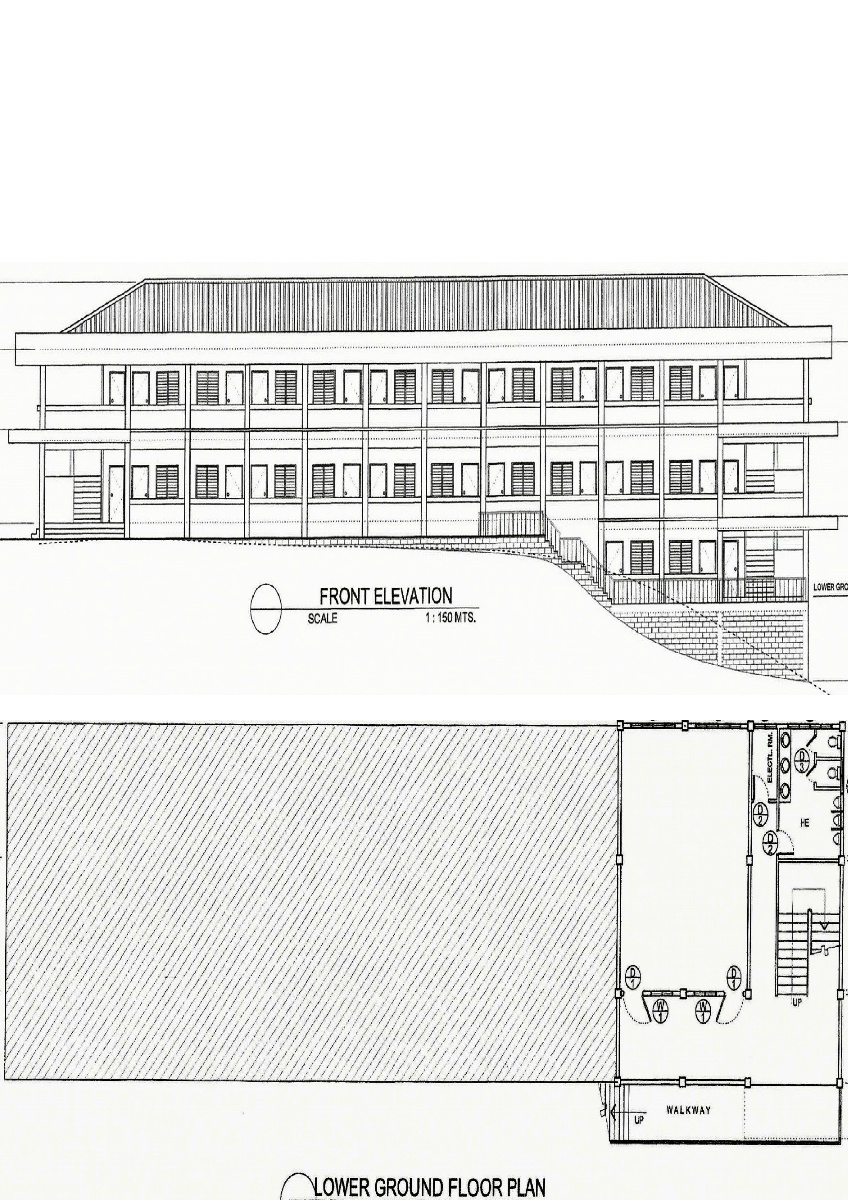 FRONT ELEVATION
SCALE 1 : 150 MTS.
LOWER GRO
ELECTL. RM.
D
3
D
2
HE
D
2
D
1
D
1
W
1
W
1
UP
UP
WALKWAY
LOWER GROUND FLOOR PLAN